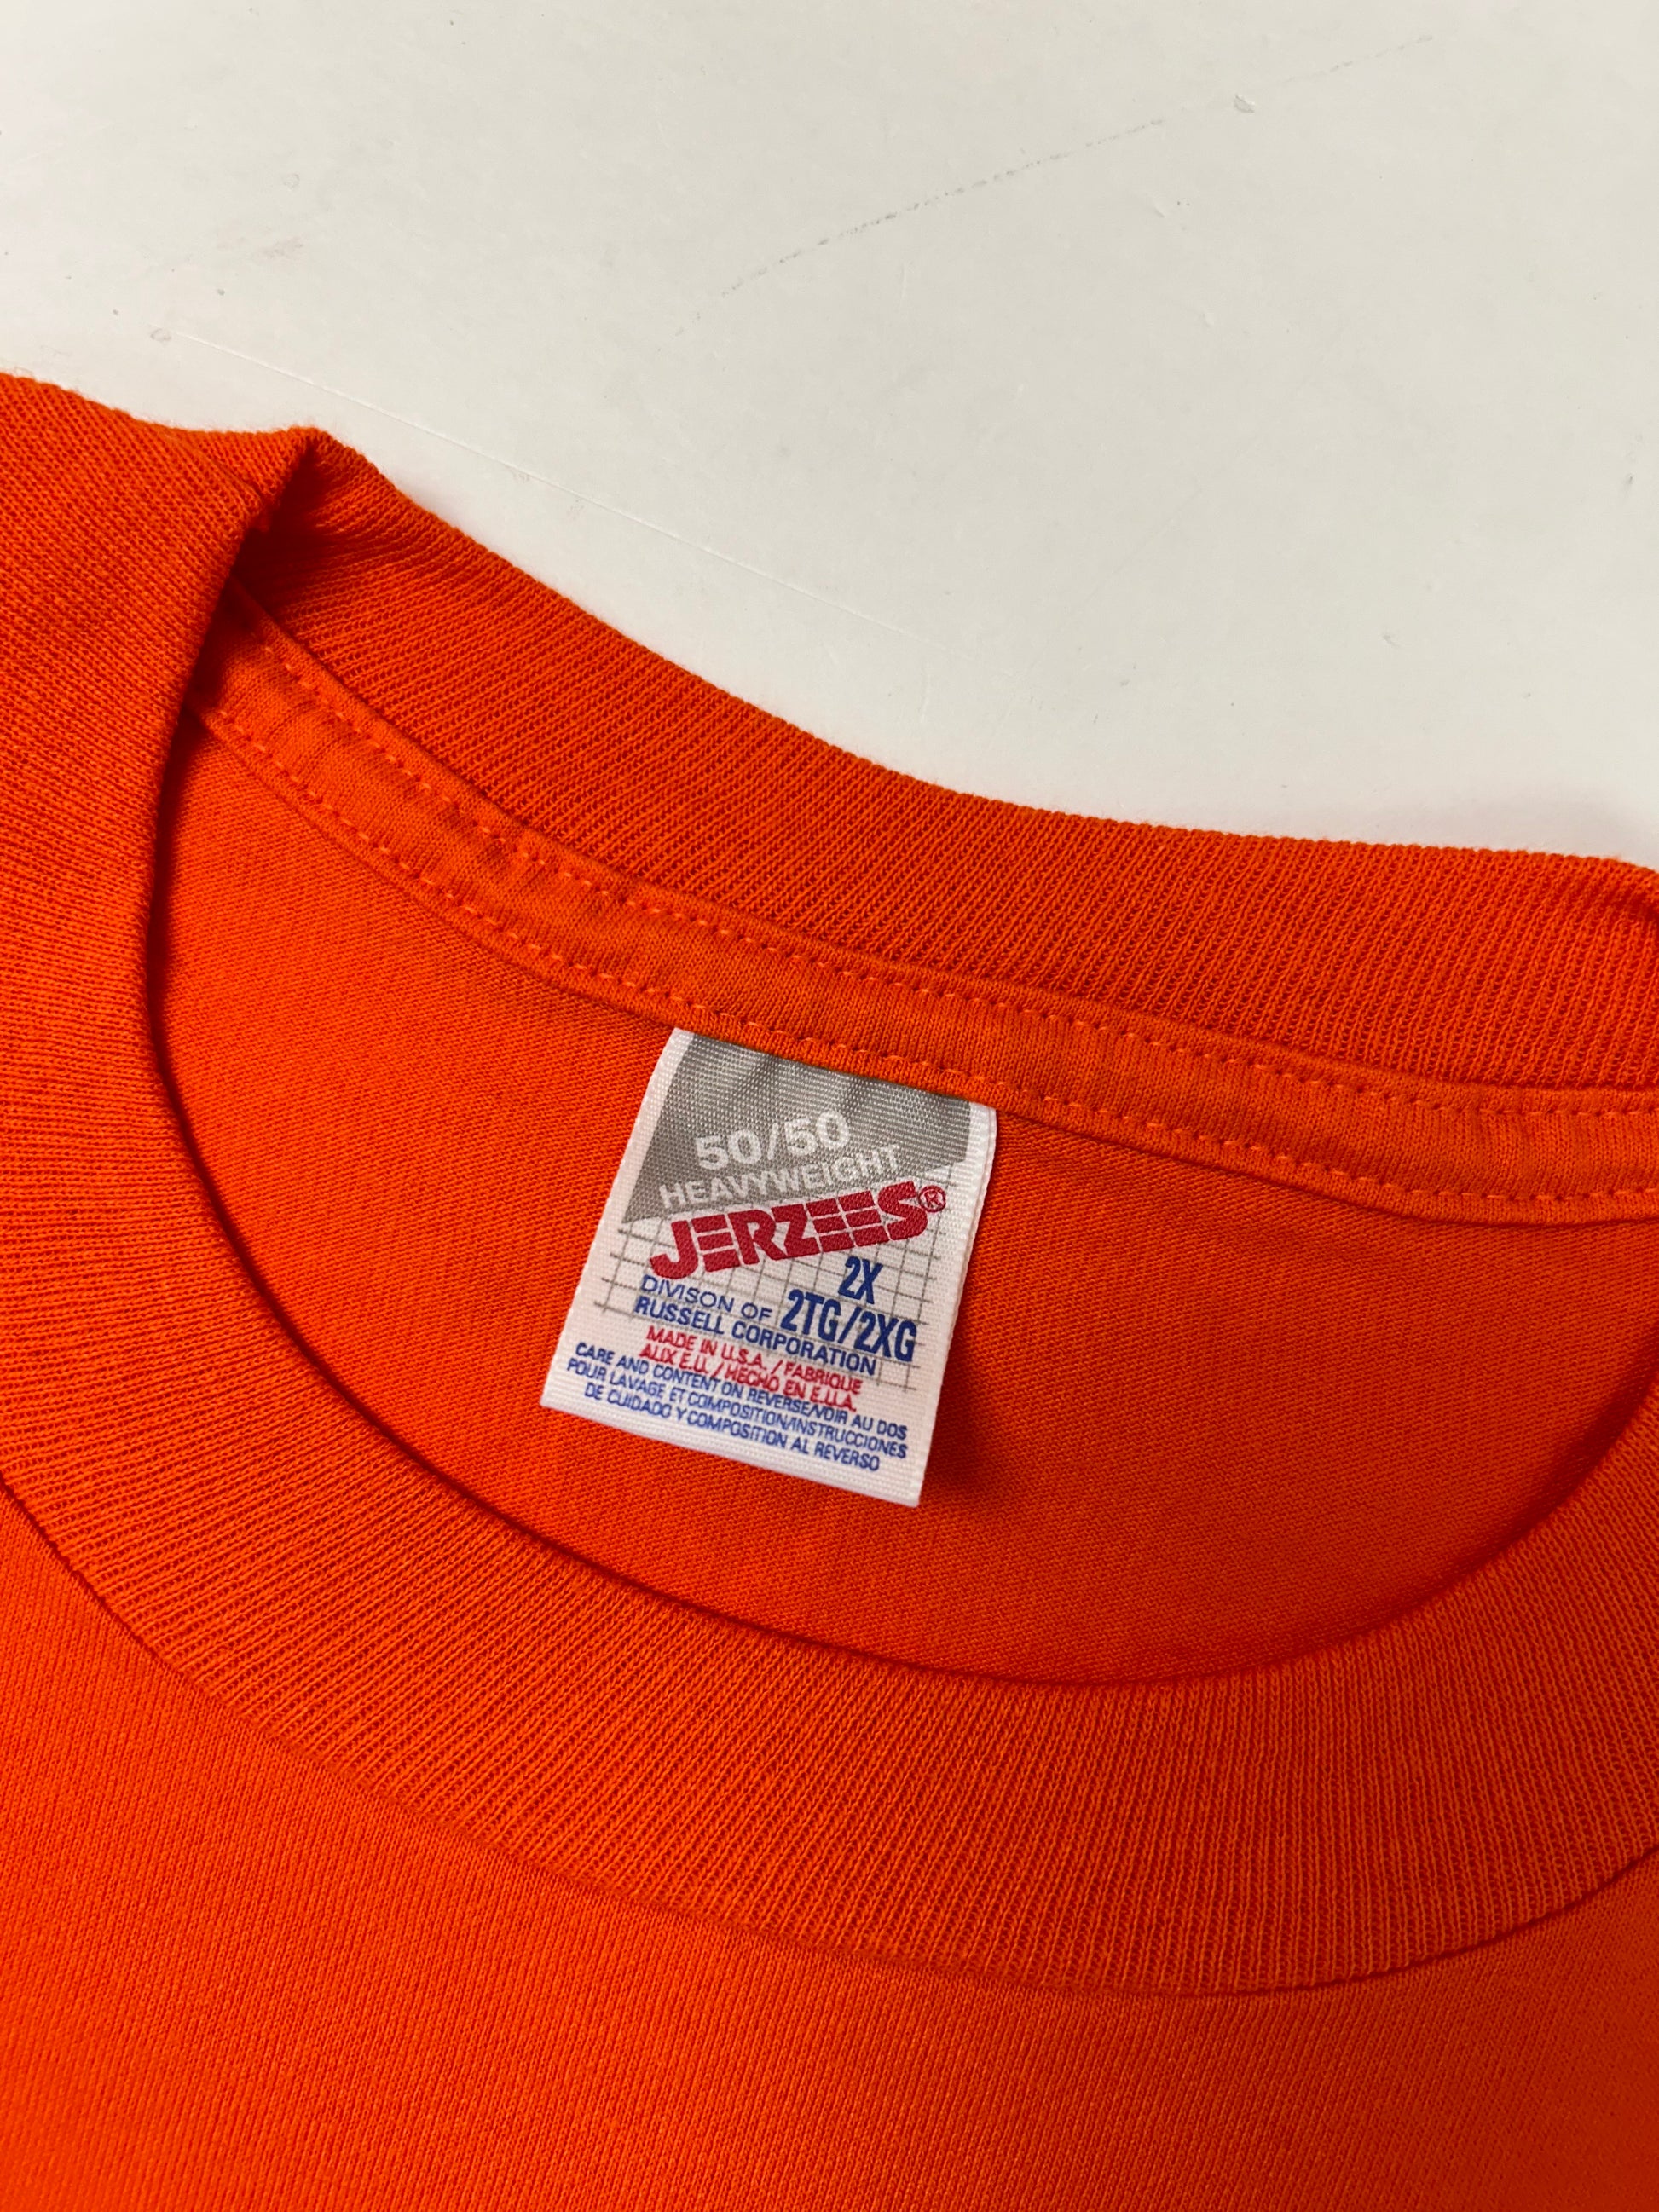 50/50
HEAVYWEIGHT
JERZEES®
2X
DIVISON OF 2TG/2XG
RUSSELL CORPORATION
MADE IN U.S.A. / FABRIQUE
AUX E.U. / HECHO EN E.U.A.
CARE AND CONTENT ON REVERSE/VOIR AU DOS
POUR LAVAGE ET COMPOSITION/INSTRUCCIONES
DE CUIDADO Y COMPOSITION AL REVERSO